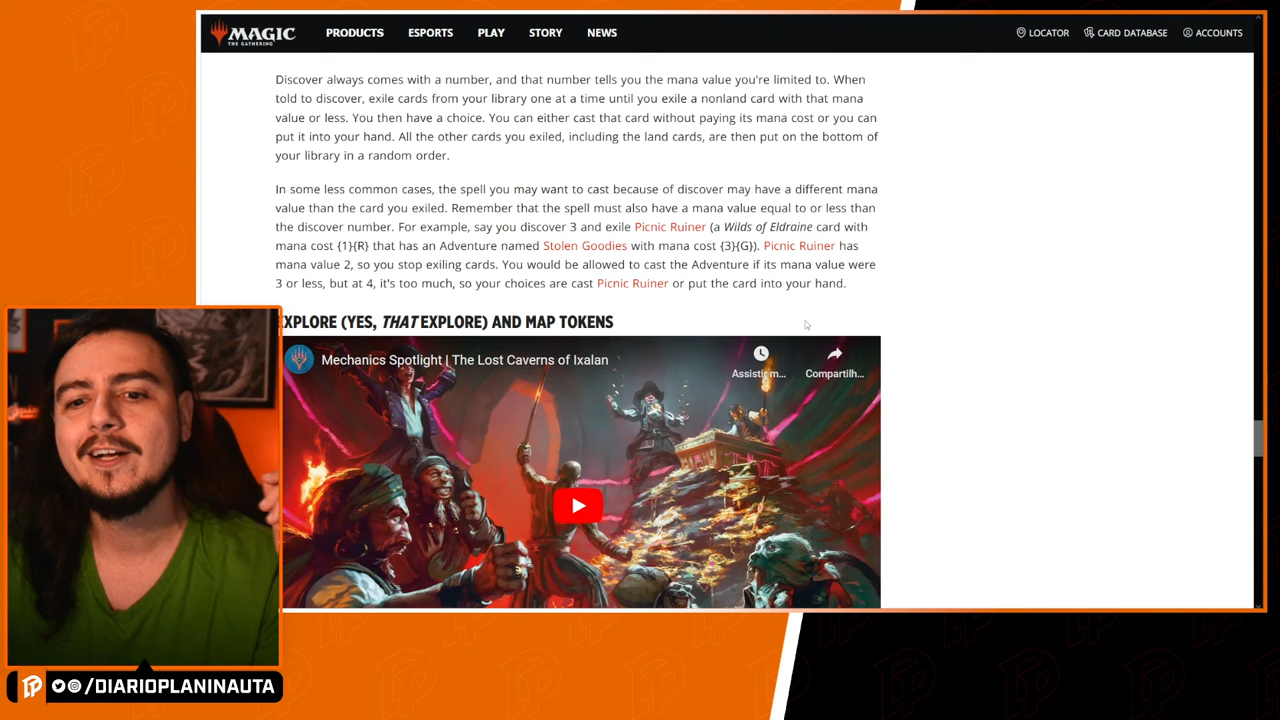 MAGIC
THE GATHERING
PRODUCTS ESPORTS PLAY STORY NEWS
LOCATOR CARD DATABASE ACCOUNTS
Discover always comes with a number, and that number tells you the mana value you're limited to. When
told to discover, exile cards from your library one at a time until you exile a nonland card with that mana
value or less. You then have a choice. You can either cast that card without paying its mana cost or you can
put it into your hand. All the other cards you exiled, including the land cards, are then put on the bottom of
your library in a random order.
In some less common cases, the spell you may want to cast because of discover may have a different mana
value than the card you exiled. Remember that the spell must also have a mana value equal to or less than
the discover number. For example, say you discover 3 and exile Picnic Ruiner (a Wilds of Eldraine card with
mana cost {1}{R} that has an Adventure named Stolen Goodies with mana cost {3}{G}). Picnic Ruiner has
mana value 2, so you stop exiling cards. You would be allowed to cast the Adventure if its mana value were
3 or less, but at 4, it's too much, so your choices are cast Picnic Ruiner or put the card into your hand.
EXPLORE (YES, THAT EXPLORE) AND MAP TOKENS
Mechanics Spotlight | The Lost Caverns of Ixalan
Assistir m... Compartilh...
/DIARIOPLANINAUTA